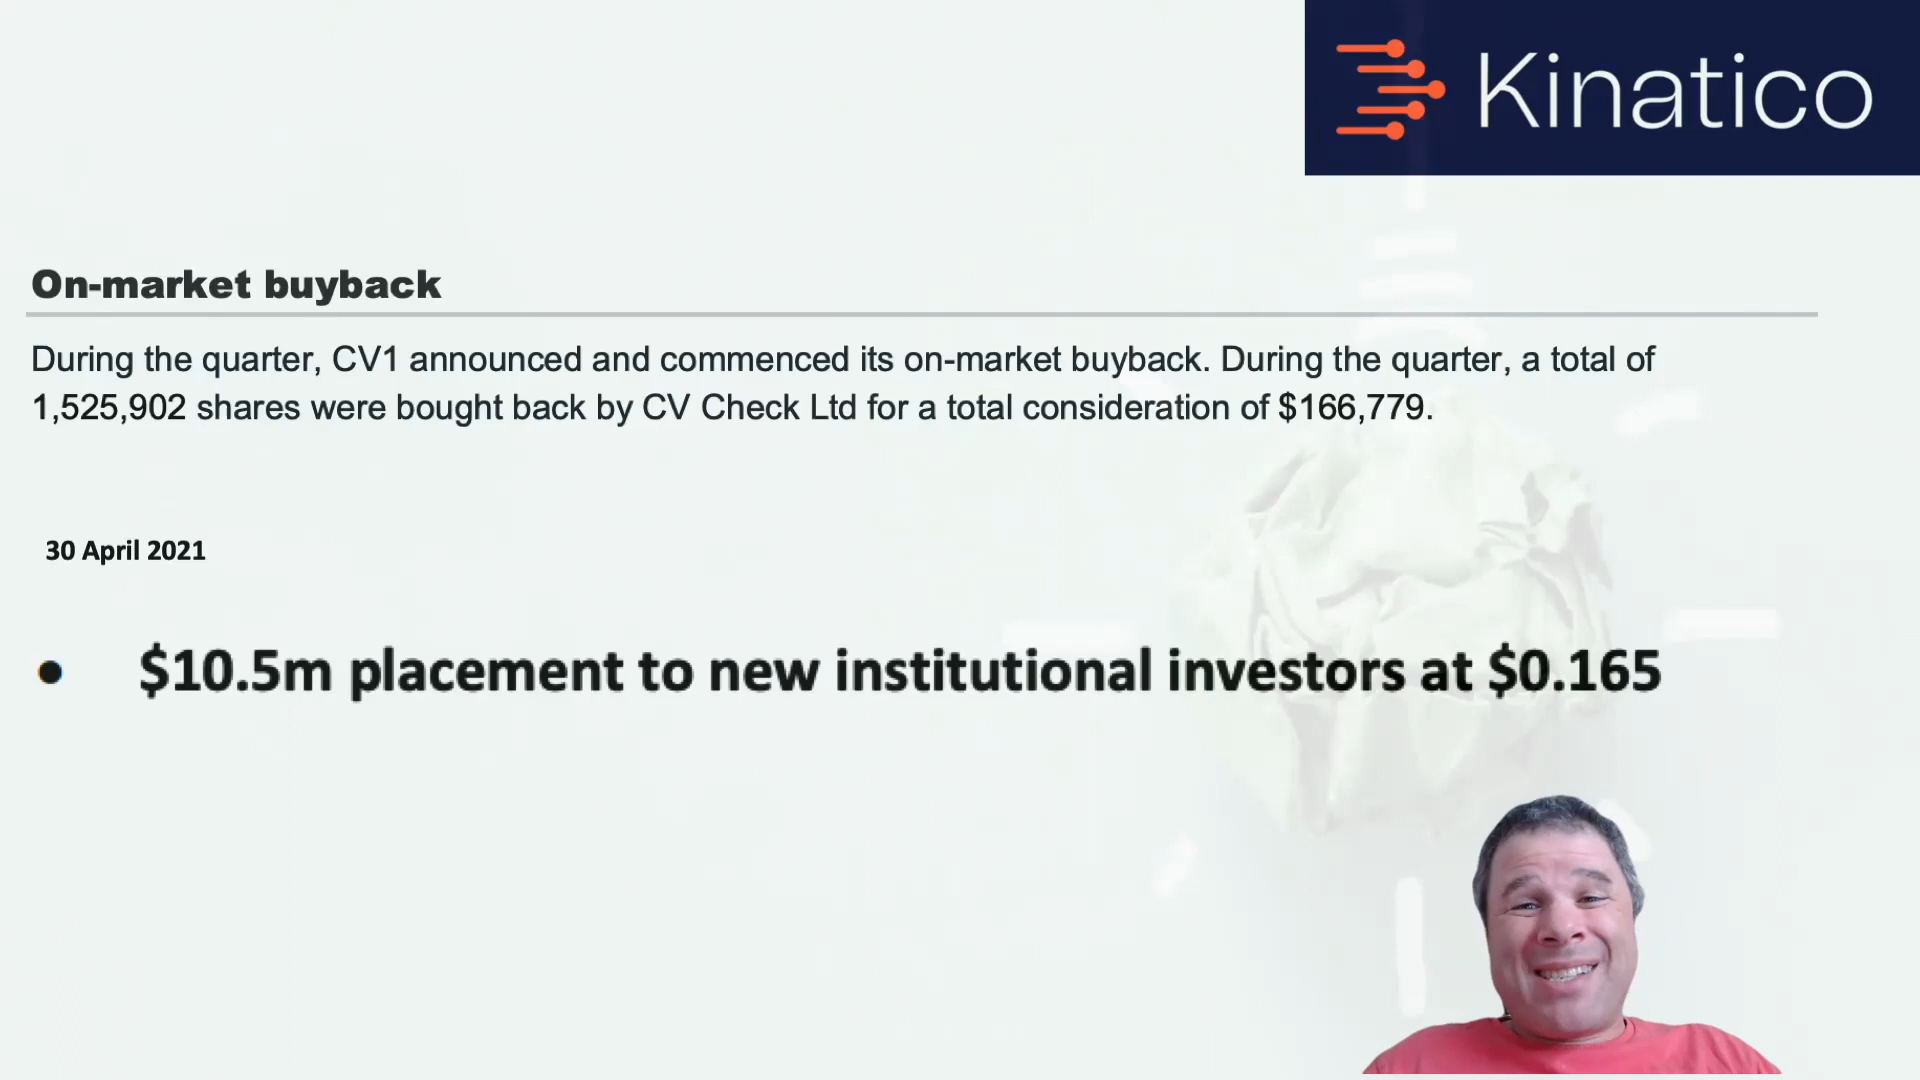 Kinatico
On-market buyback
During the quarter, CV1 announced and commenced its on-market buyback. During the quarter, a total of
1,525,902 shares were bought back by CV Check Ltd for a total consideration of $166,779.
30 April 2021
• $10.5m placement to new institutional investors at $0.165